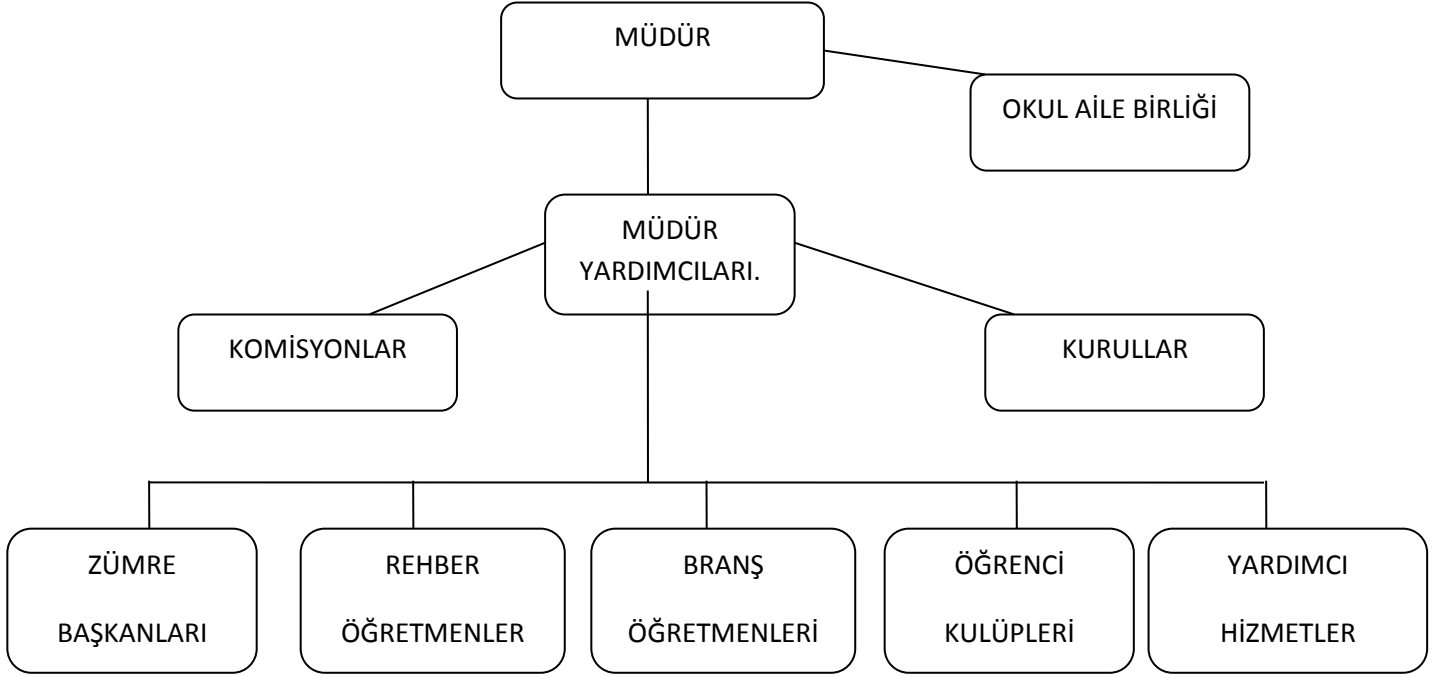 MÜDÜR
OKUL AİLE BİRLİĞİ
MÜDÜR
YARDIMCILARI.
KOMİSYONLAR
KURULLAR
ZÜMRE
BAŞKANLARI
REHBER
ÖĞRETMENLER
BRANŞ
ÖĞRETMENLERİ
ÖĞRENCİ
KULÜPLERİ
YARDIMCI
HİZMETLER